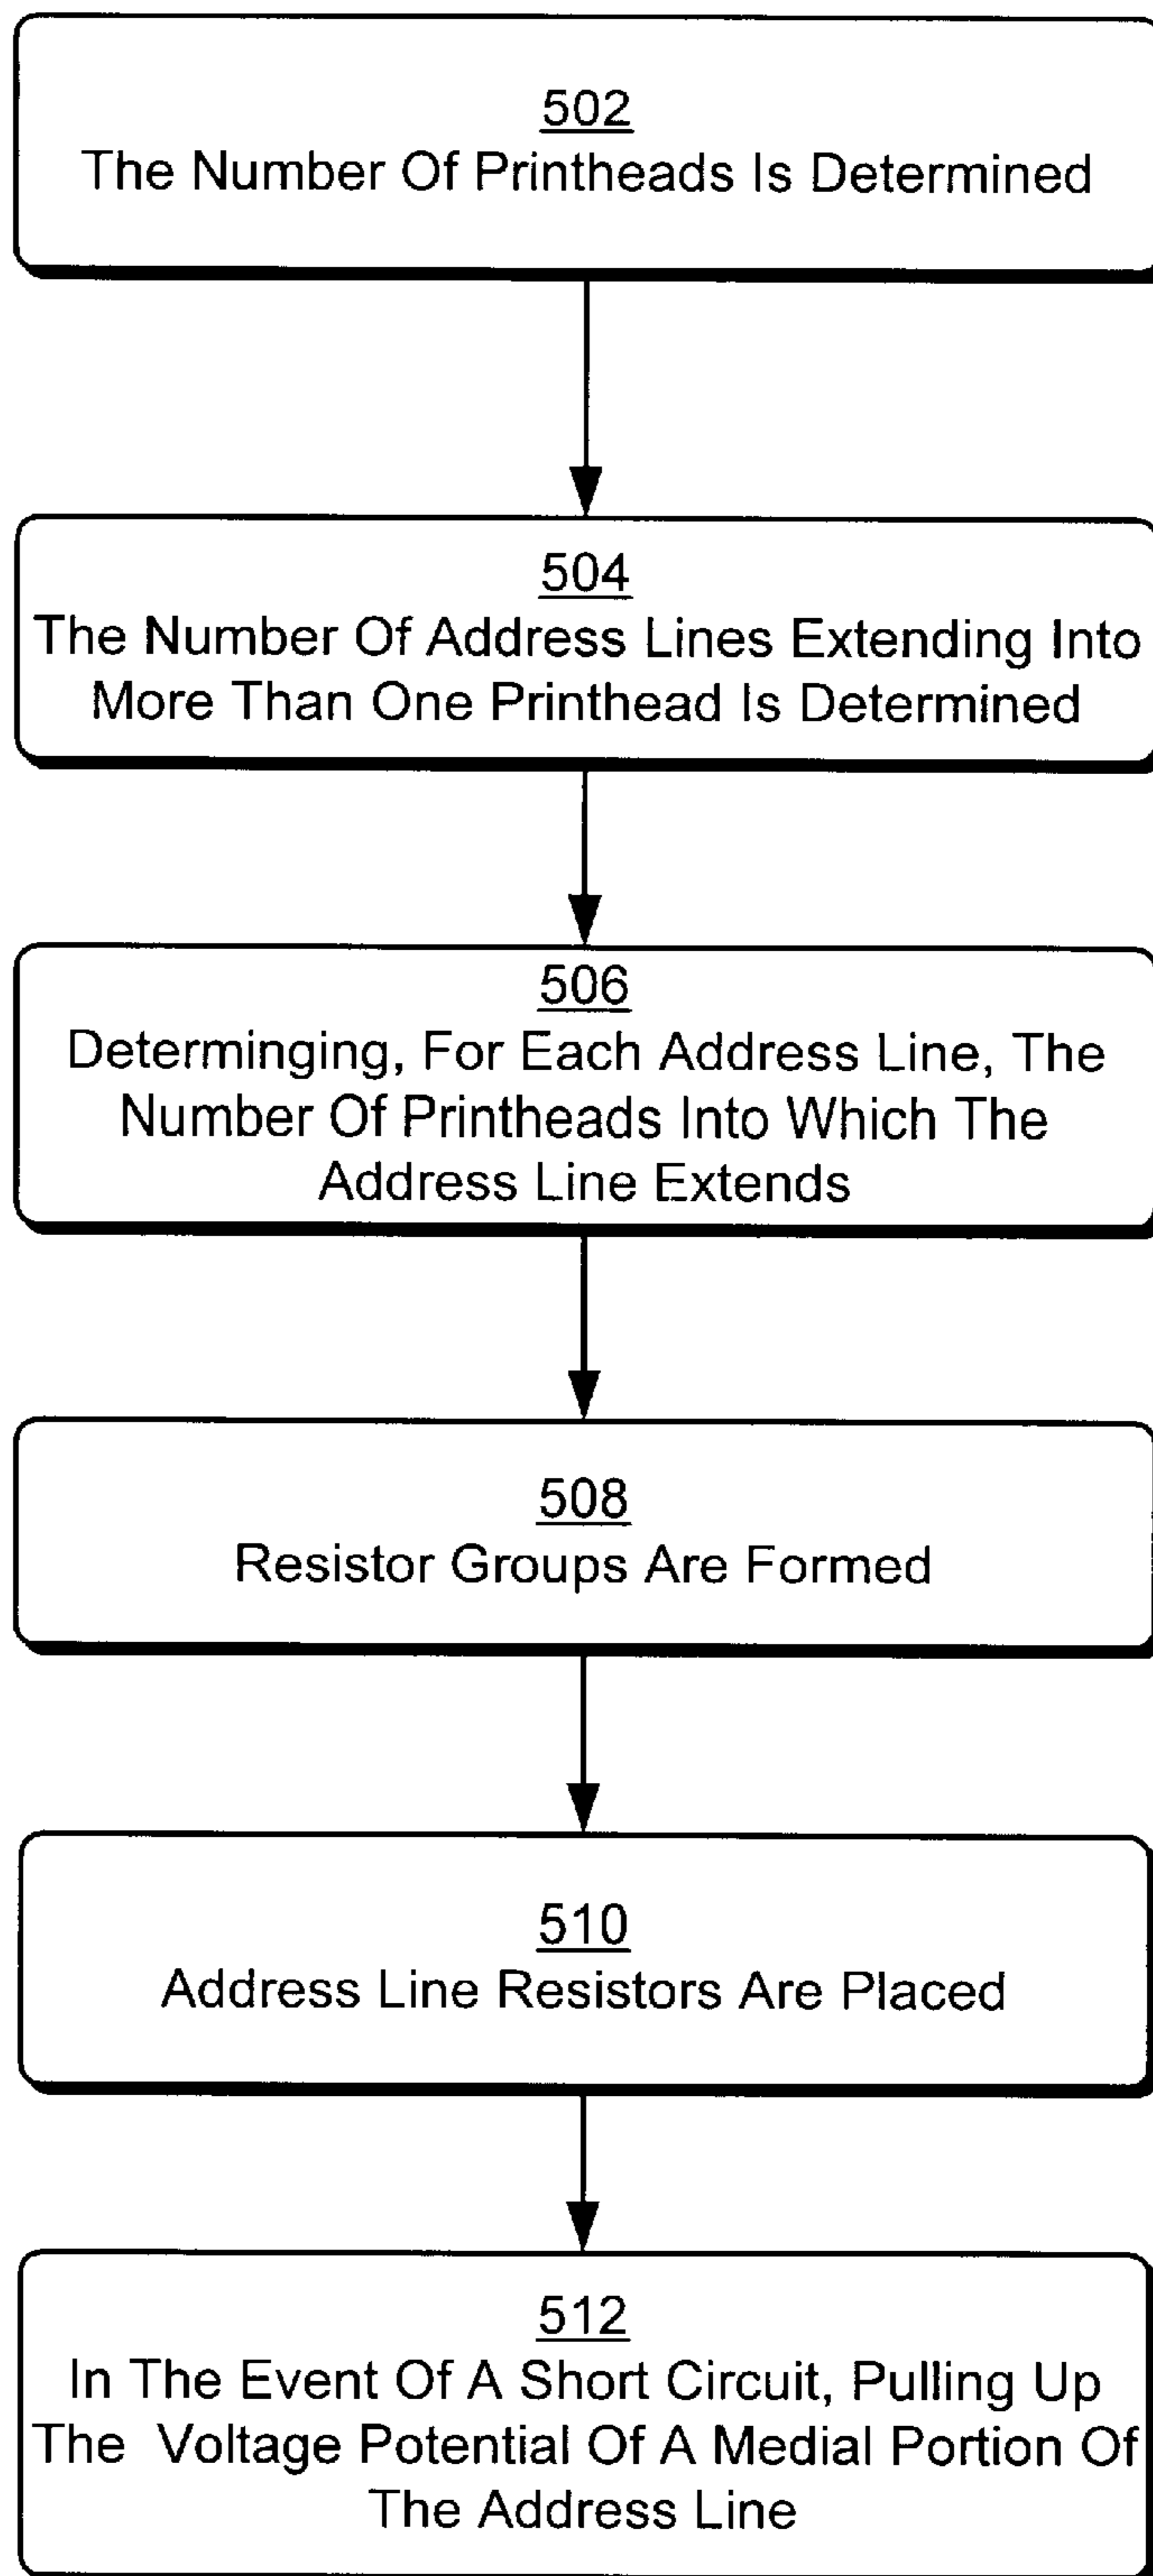 502
The Number Of Printheads Is Determined
504
The Number Of Address Lines Extending Into
More Than One Printhead Is Determined
506
Determinging, For Each Address Line, The
Number Of Printheads Into Which The
Address Line Extends
508
Resistor Groups Are Formed
510
Address Line Resistors Are Placed
512
In The Event Of A Short Circuit, Pulling Up
The Voltage Potential Of A Medial Portion Of
The Address Line